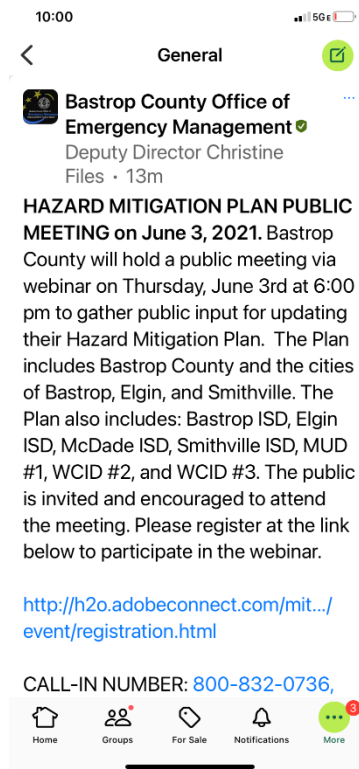 10:00
5GE
General
Bastrop County Office of
Emergency Management
Deputy Director Christine
Files • 13m
HAZARD MITIGATION PLAN PUBLIC
MEETING on June 3, 2021. Bastrop
County will hold a public meeting via
webinar on Thursday, June 3rd at 6:00
pm to gather public input for updating
their Hazard Mitigation Plan.  The Plan
includes Bastrop County and the cities
of Bastrop, Elgin, and Smithville. The
Plan also includes: Bastrop ISD, Elgin
ISD, McDade ISD, Smithville ISD, MUD
#1, WCID #2, and WCID #3. The public
is invited and encouraged to attend
the meeting. Please register at the link
below to participate in the webinar.
http://h2o.adobeconnect.com/mit.../
event/registration.html
CALL-IN NUMBER: 800-832-0736,
3
Home Groups For Sale Notifications More